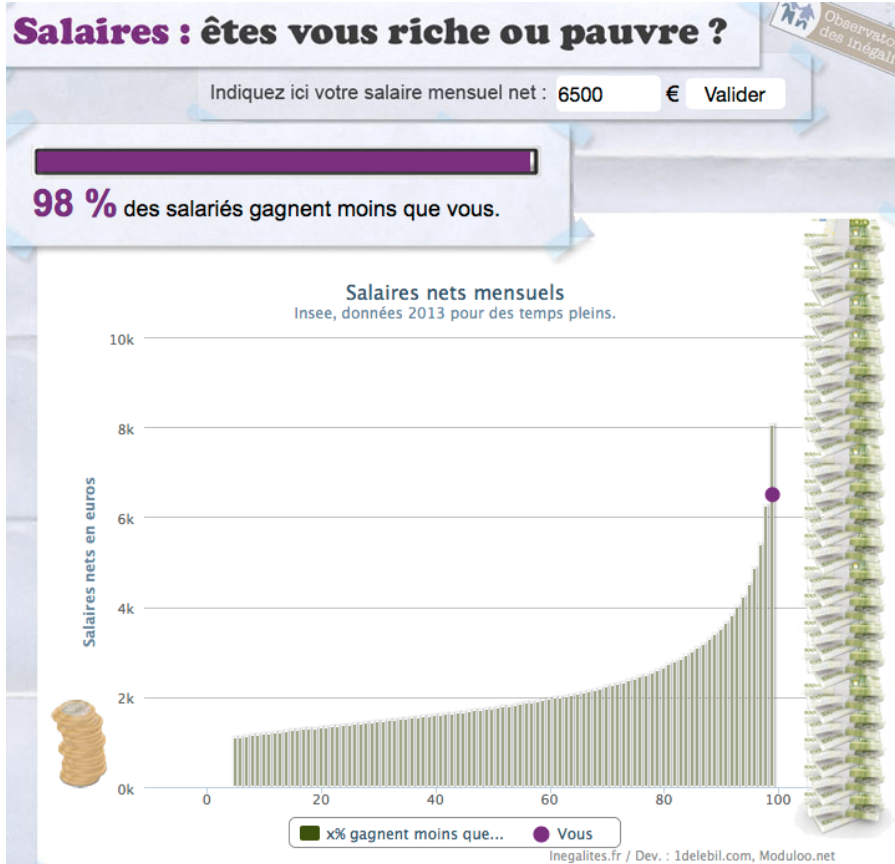 Salaires : êtes vous riche ou pauvre ?
Indiquez ici votre salaire mensuel net : 6500 € Valider
98 % des salariés gagnent moins que vous.
Salaires nets mensuels
Insee, données 2013 pour des temps pleins.
Salaires nets en euros
10k
8k
6k
4k
2k
0k
0 20 40 60 80 100
x% gagnent moins que... Vous
Inegalites.fr / Dev. : 1delebil.com, Moduloo.net